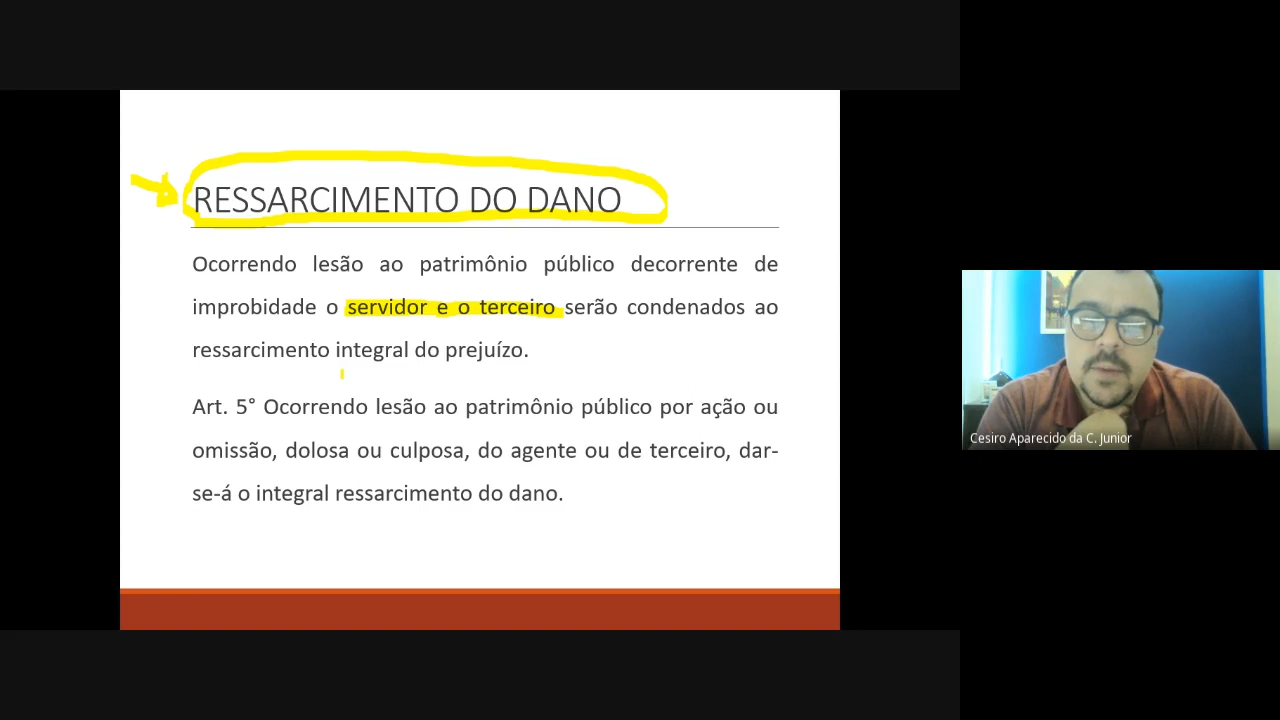 RESSARCIMENTO DO DANO
Ocorrendo lesão ao patrimônio público decorrente de
improbidade o servidor e o terceiro serão condenados ao
ressarcimento integral do prejuízo.
Art. 5° Ocorrendo lesão ao patrimônio público por ação ou
omissão, dolosa ou culposa, do agente ou de terceiro, dar-
se-á o integral ressarcimento do dano.
Cesiro Aparecido da C. Junior